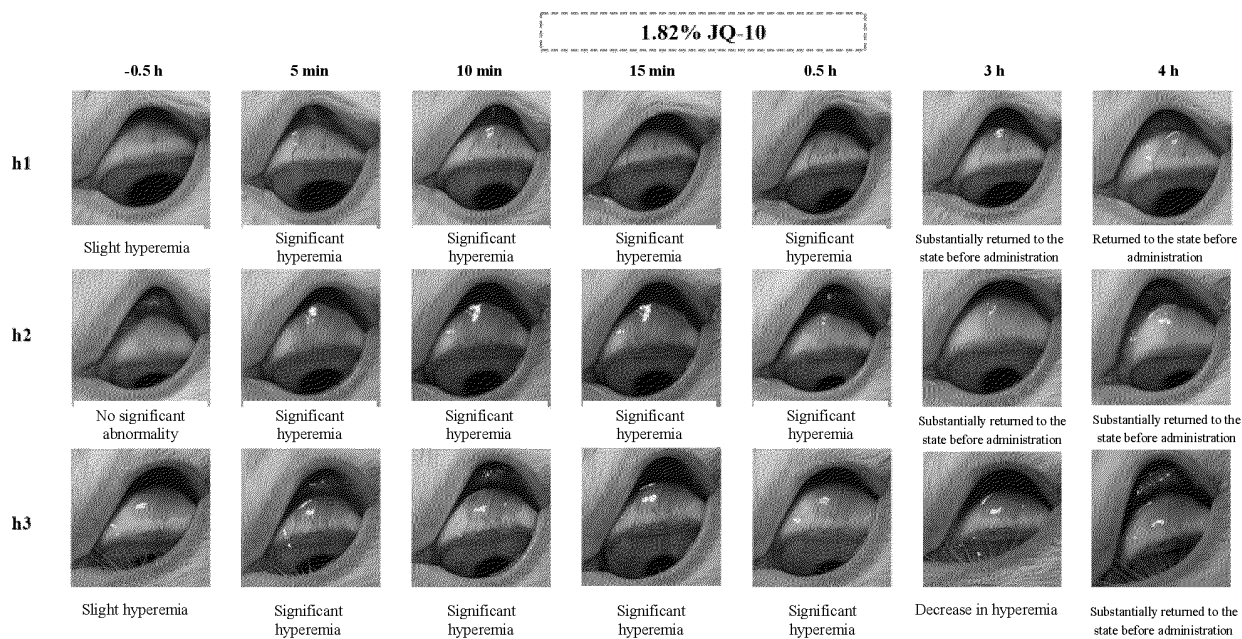 1.82% JQ-10
-0.5 h 5 min 10 min 15 min 0.5 h 3 h 4 h
h1
Slight hyperemia Significant hyperemia Significant hyperemia Significant hyperemia Significant hyperemia Substantially returned to the state before administration Returned to the state before administration
h2
No significant abnormality Significant hyperemia Significant hyperemia Significant hyperemia Significant hyperemia Substantially returned to the state before administration Substantially returned to the state before administration
h3
Slight hyperemia Significant hyperemia Significant hyperemia Significant hyperemia Significant hyperemia Decrease in hyperemia Substantially returned to the state before administration